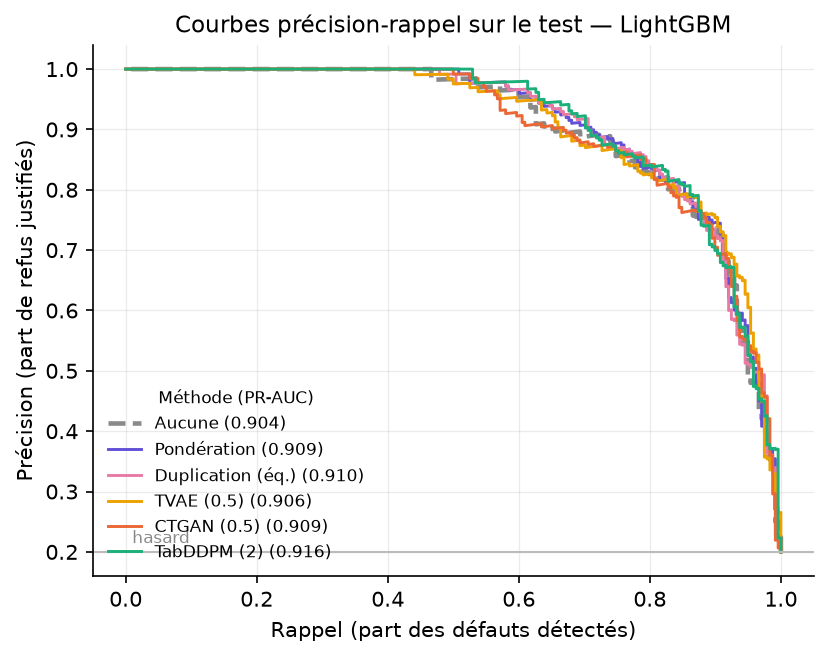 Courbes précision-rappel sur le test — LightGBM
Précision (part de refus justifiés)
1.0
0.9
0.8
0.7
0.6
0.5
0.4
0.3
0.2
Méthode (PR-AUC)
Aucune (0.904)
Pondération (0.909)
Duplication (éq.) (0.910)
TVAE (0.5) (0.906)
CTGAN (0.5) (0.909)
hasard
TabDDPM (2) (0.916)
0.0 0.2 0.4 0.6 0.8 1.0
Rappel (part des défauts détectés)